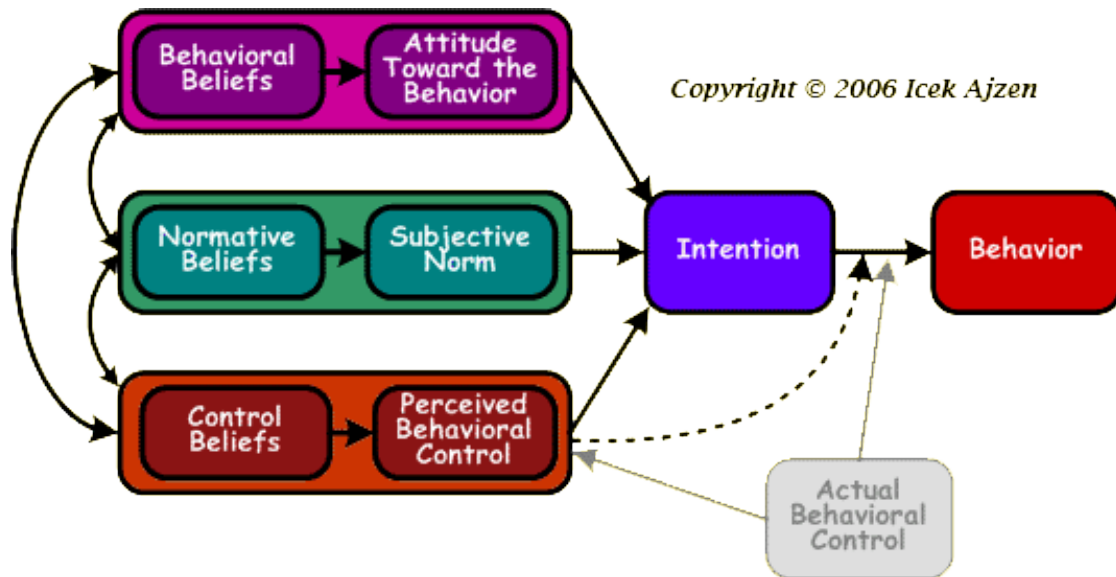 Behavioral
Beliefs
Attitude
Toward the
Behavior
Copyright © 2006 Icek Ajzen
Normative
Beliefs
Subjective
Norm
Intention
Behavior
Control
Beliefs
Perceived
Behavioral
Control
Actual
Behavioral
Control